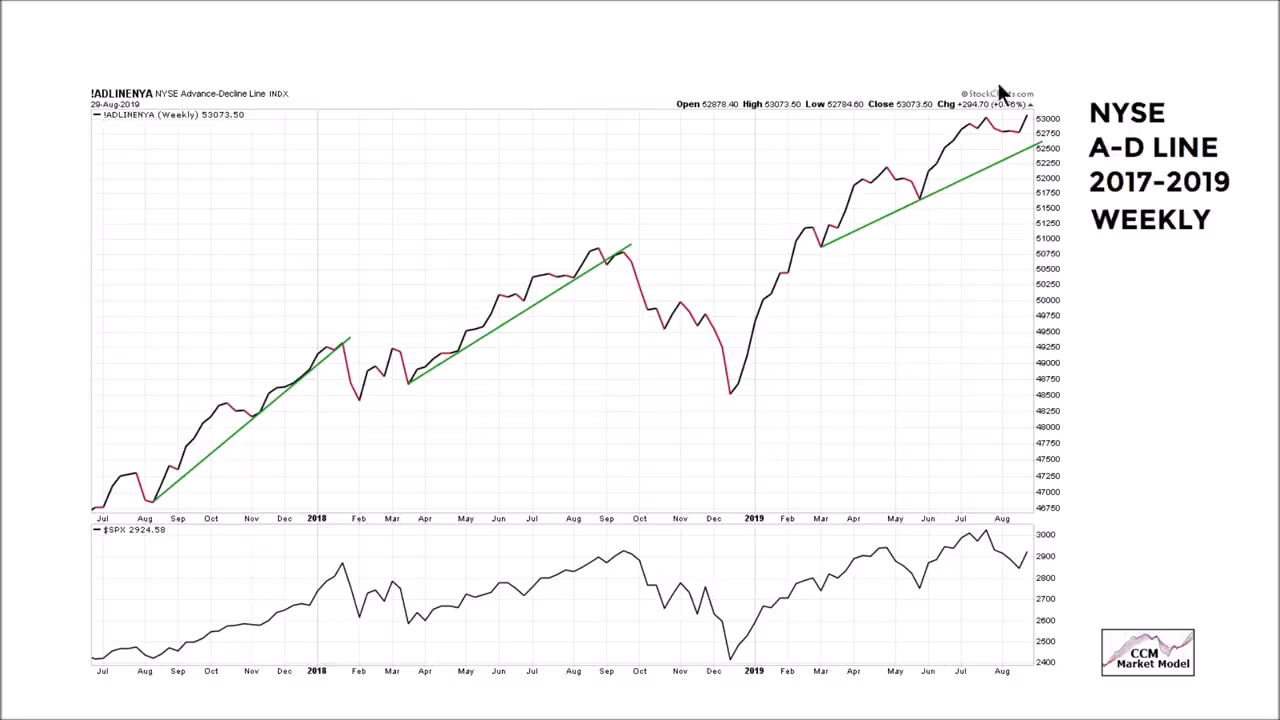 !ADLINENYA NYSE Advance-Decline Line INDX
29-Aug-2019
Open 52878.40 High 53073.50 Low 52784.60 Close 53073.50 Chg +294.70
!ADLINENYA (Weekly) 53073.50
53000
52750
52500
52250
52000
51750
51500
51250
51000
50750
50500
50250
50000
49750
49500
49250
49000
48750
48500
48250
48000
47750
47500
47250
47000
46750
Jul Aug Sep Oct Nov Dec 2018 Feb Mar Apr May Jun Jul Aug Sep Oct Nov Dec 2019 Feb Mar Apr May Jun Jul Aug
$SPX 2924.58
3000
2900
2800
2700
2600
2500
2400
Jul Aug Sep Oct Nov Dec 2018 Feb Mar Apr May Jun Jul Aug Sep Oct Nov Dec 2019 Feb Mar Apr May Jun Jul Aug
NYSE
A-D LINE
2017-2019
WEEKLY
CCM
Market Model